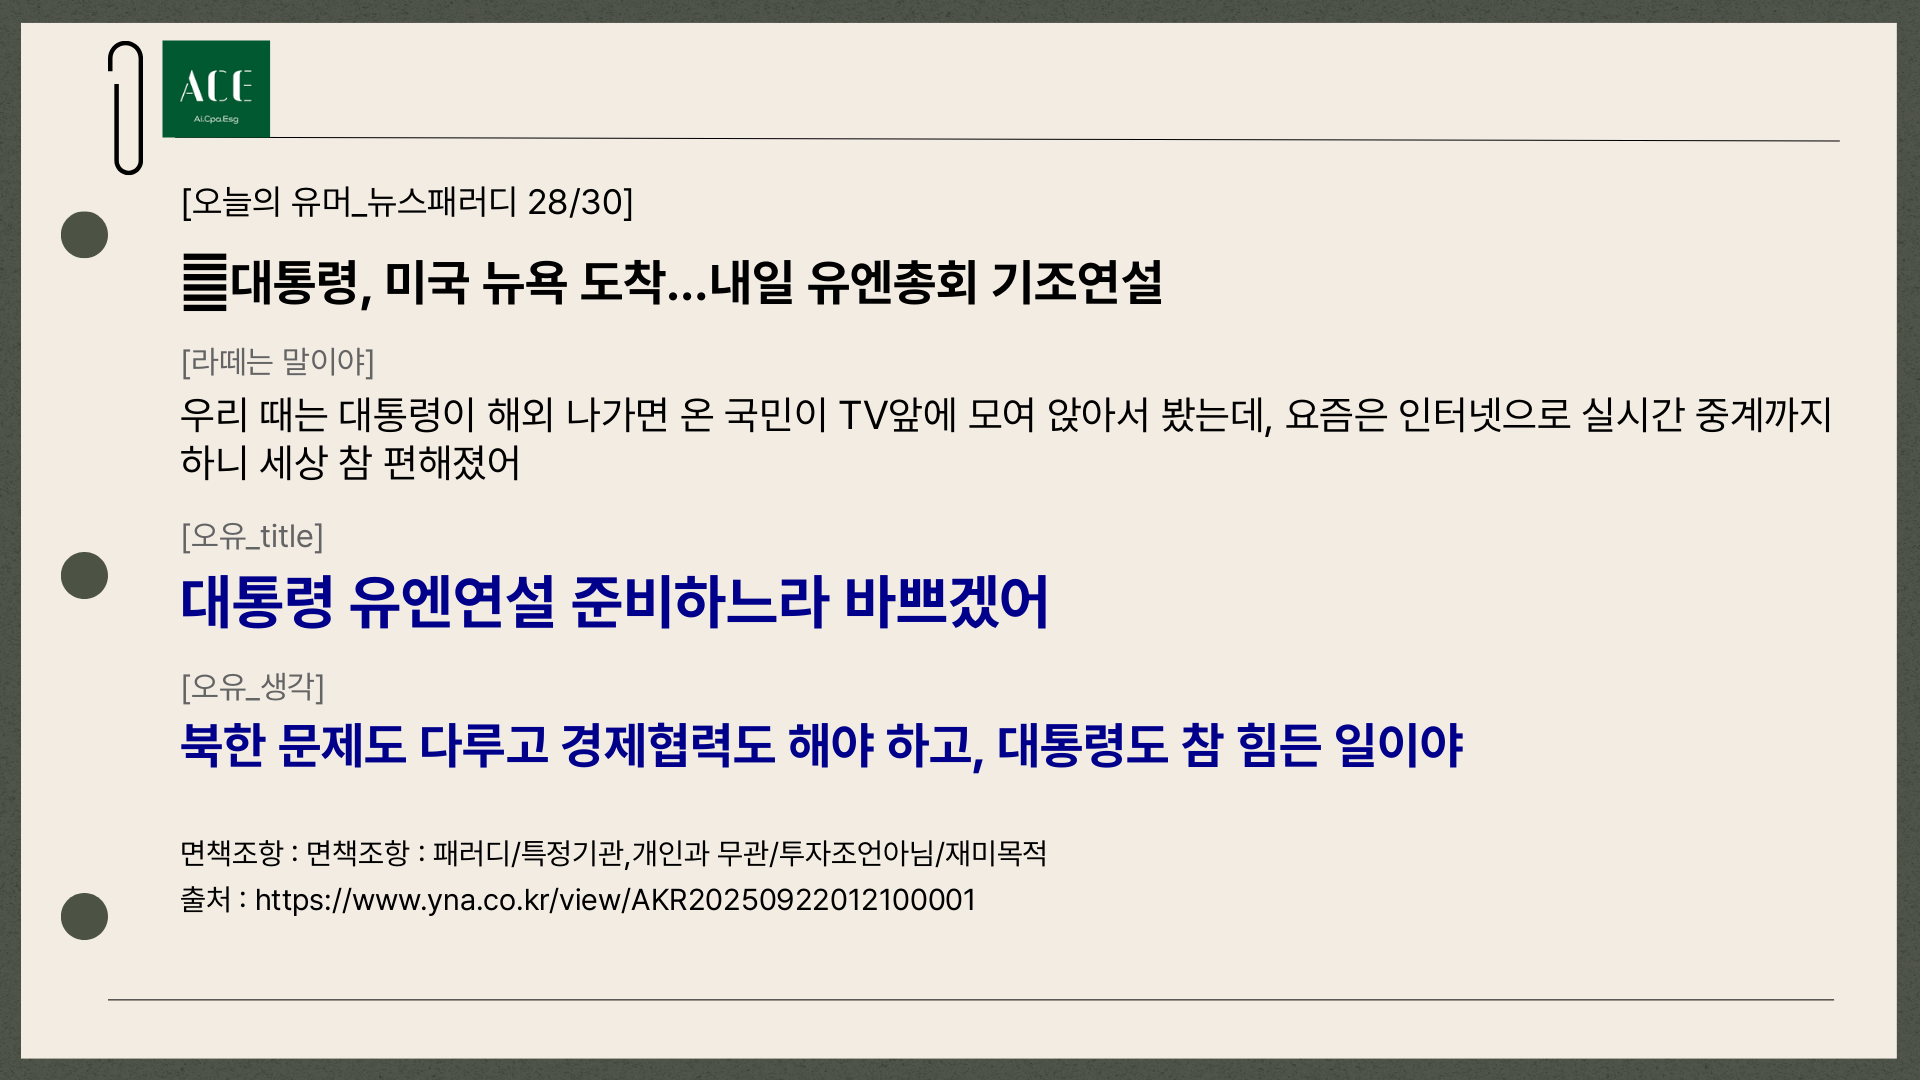 ACE
Ai.Cpa.Esg
[오늘의 유머_뉴스패러디 28/30]
대통령, 미국 뉴욕 도착...내일 유엔총회 기조연설
[라떼는 말이야]
우리 때는 대통령이 해외 나가면 온 국민이 TV앞에 모여 앉아서 봤는데, 요즘은 인터넷으로 실시간 중계까지
하니 세상 참 편해졌어
[오유_title]
대통령 유엔연설 준비하느라 바쁘겠어
[오유_생각]
북한 문제도 다루고 경제협력도 해야 하고, 대통령도 참 힘든 일이야
면책조항 : 면책조항 : 패러디/특정기관,개인과 무관/투자조언아님/재미목적
출처 : https://www.yna.co.kr/view/AKR20250922012100001